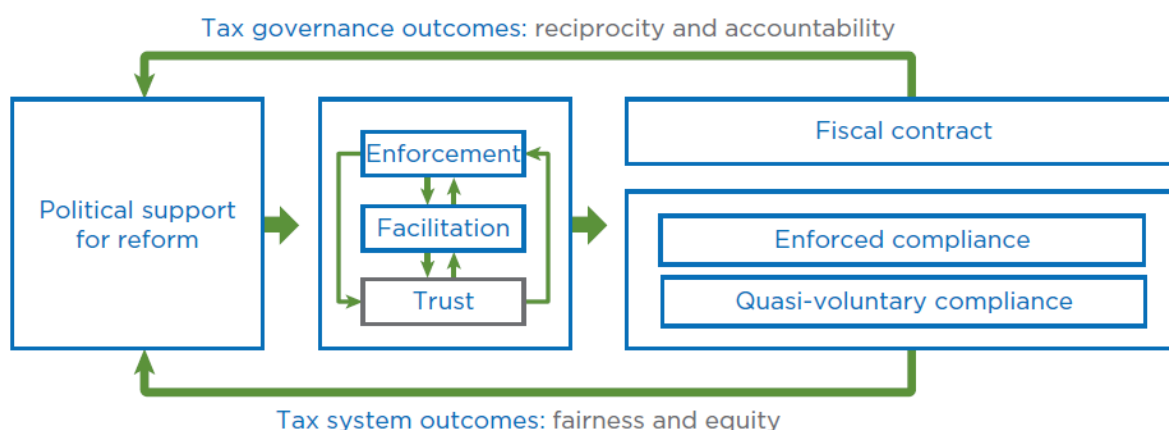 Tax governance outcomes: reciprocity and accountability
Political support
for reform
Enforcement
Facilitation
Trust
Fiscal contract
Enforced compliance
Quasi-voluntary compliance
Tax system outcomes: fairness and equity